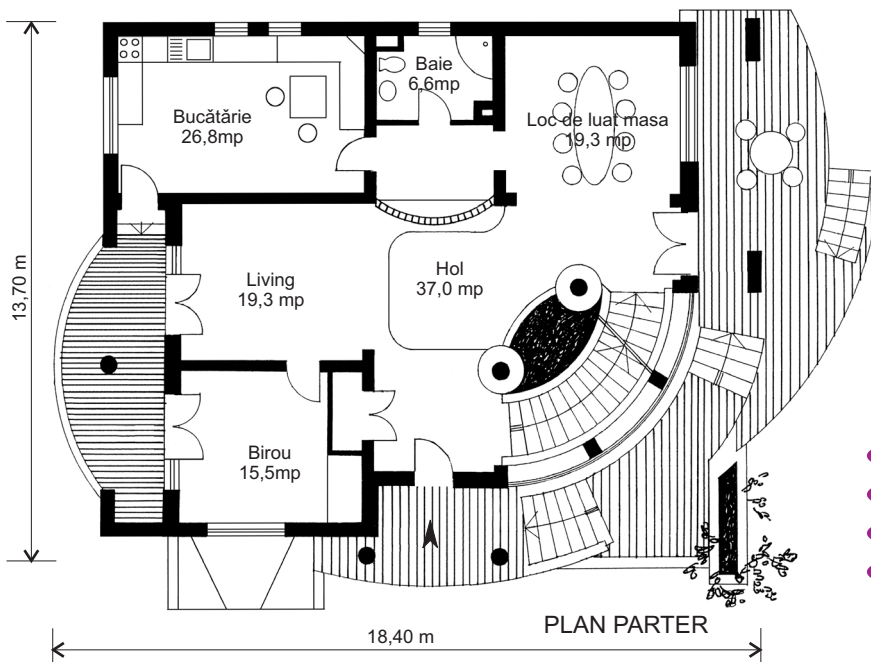 Baie
6,6mp
Bucătărie
26,8mp
Loc de luat masa
19,3 mp
Living
19,3 mp
Hol
37,0 mp
Birou
15,5mp
13,70 m
18,40 m
PLAN PARTER